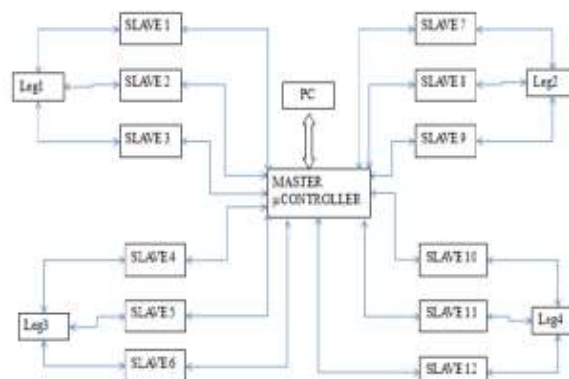 SLAVE 1
SLAVE 7
Leg1
SLAVE 2
PC
SLAVE 8
Leg2
SLAVE 3
SLAVE 9
MASTER
µCONTROLLER
SLAVE 4
SLAVE 10
Leg3
SLAVE 5
SLAVE 11
Leg4
SLAVE 6
SLAVE 12